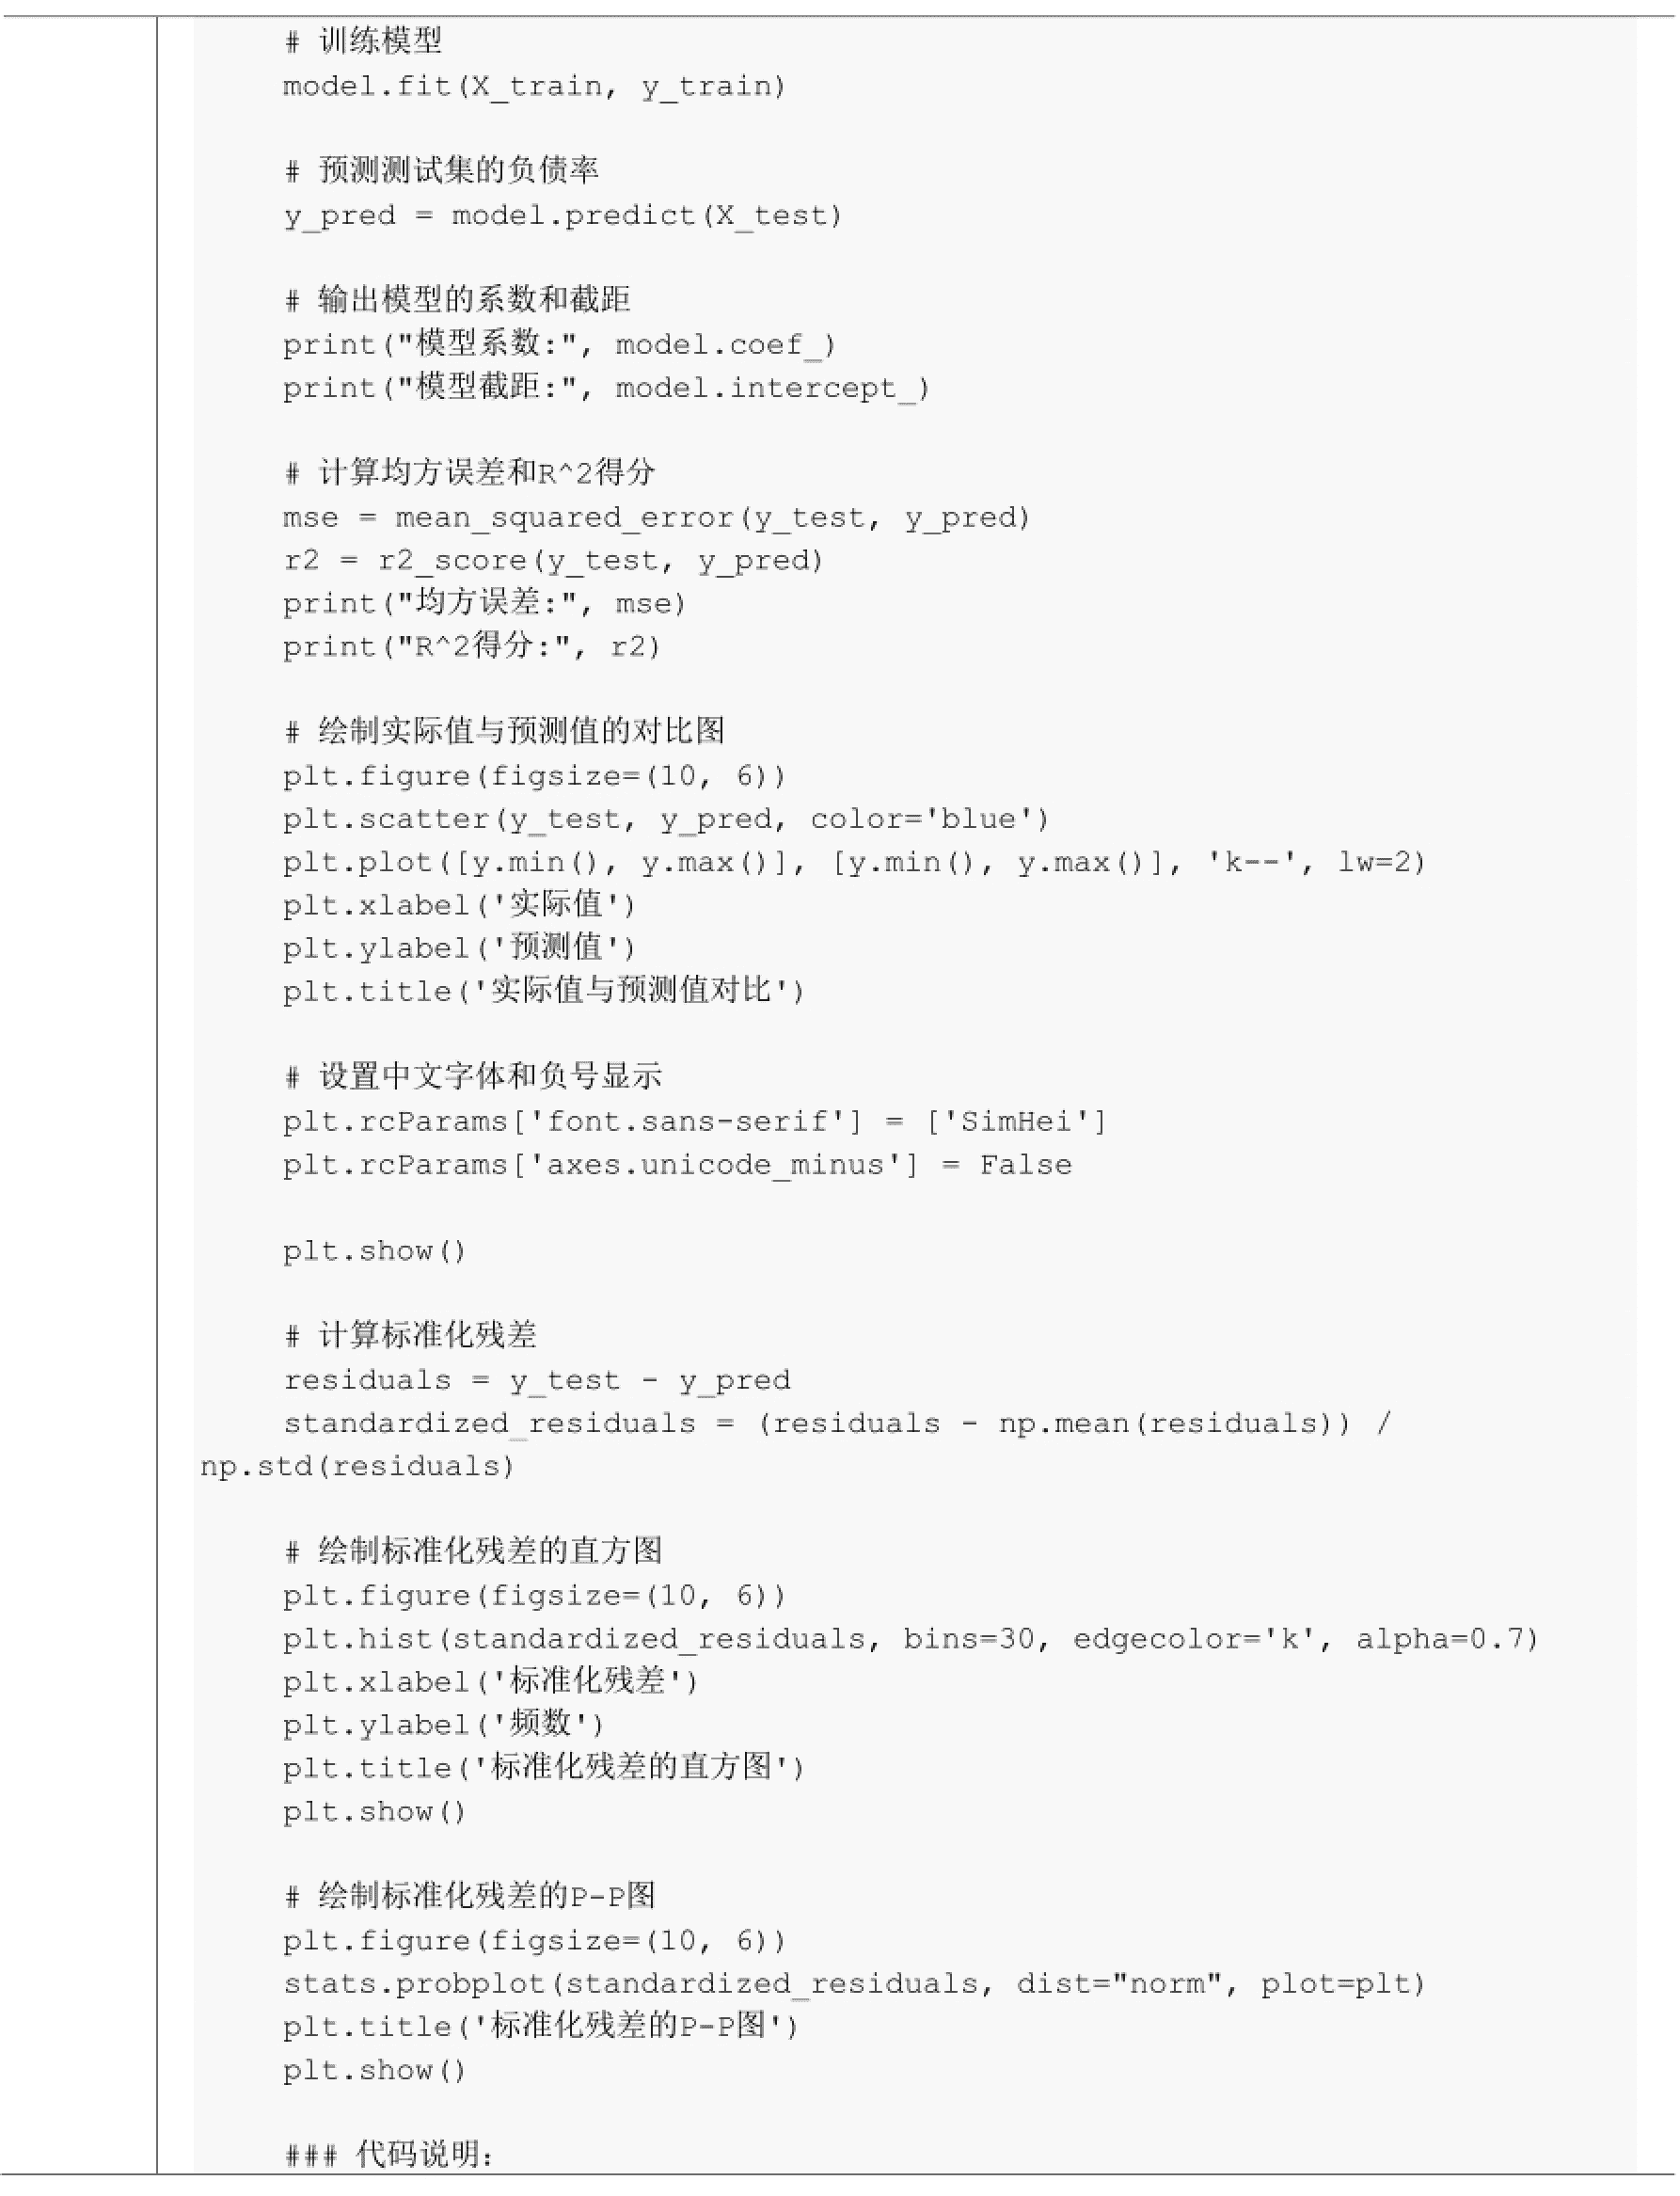 # 训练模型
model.fit(X_train, y_train)
# 预测测试集的负债率
y_pred = model.predict(X_test)
# 输出模型的系数和截距
print("模型系数:", model.coef_)
print("模型截距:", model.intercept_)
# 计算均方误差和R^2得分
mse = mean_squared_error(y_test, y_pred)
r2 = r2_score(y_test, y_pred)
print("均方误差:", mse)
print("R^2得分:", r2)
# 绘制实际值与预测值的对比图
plt.figure(figsize=(10, 6))
plt.scatter(y_test, y_pred, color='blue')
plt.plot([y.min(), y.max()], [y.min(), y.max()], 'k--', lw=2)
plt.xlabel('实际值')
plt.ylabel('预测值')
plt.title('实际值与预测值对比')
# 设置中文字体和负号显示
plt.rcParams['font.sans-serif'] = ['SimHei']
plt.rcParams['axes.unicode_minus'] = False
plt.show()
# 计算标准化残差
residuals = y_test - y_pred
standardized_residuals = (residuals - np.mean(residuals)) /
np.std(residuals)
# 绘制标准化残差的直方图
plt.figure(figsize=(10, 6))
plt.hist(standardized_residuals, bins=30, edgecolor='k', alpha=0.7)
plt.xlabel('标准化残差')
plt.ylabel('频数')
plt.title('标准化残差的直方图')
plt.show()
# 绘制标准化残差的P-P图
plt.figure(figsize=(10, 6))
stats.probplot(standardized_residuals, dist="norm", plot=plt)
plt.title('标准化残差的P-P图')
plt.show()
### 代码说明: